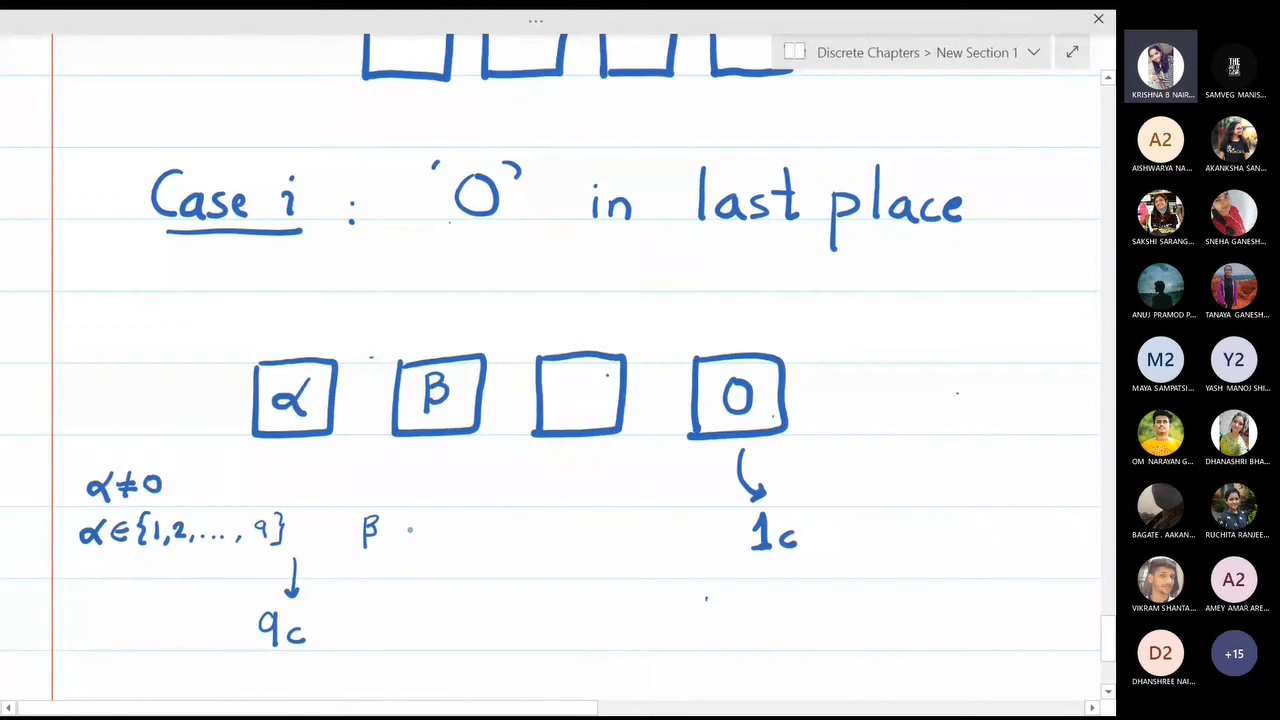 Discrete Chapters > New Section 1
Case i : '0' in last place
α β 0
α≠0
α∈{1,2,..., 9} β
1c
9c
KRISHNA B NAIR...
SAMVEG MANIS...
THE
A2
AISHWARYA NA...
AKANKSHA SAN...
SAKSHI SARANG...
SNEHA GANESH...
ANUJ PRAMOD P...
TANAYA GANESH...
M2
Y2
MAYA SAMPATSI...
YASH MANOJ SHI...
OM NARAYAN G...
DHANASHRI BHA...
BAGATE . AAKAN...
RUCHITA RANJEE...
A2
VIKRAM SHANTA...
AMEY AMAR ARE...
D2
+15
DHANSHREE NAI...